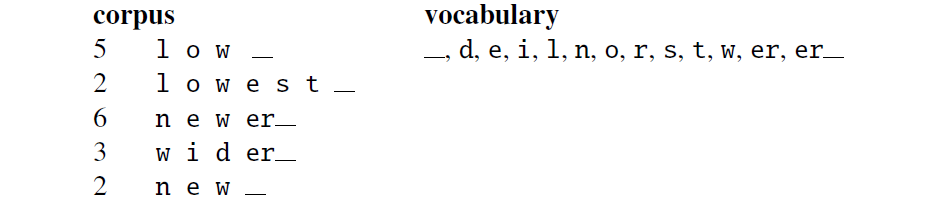 corpus vocabulary
5 l o w _ _, d, e, i, l, n, o, r, s, t, w, er, er_
2 l o w e s t _
6 n e w er_
3 w i d er_
2 n e w _